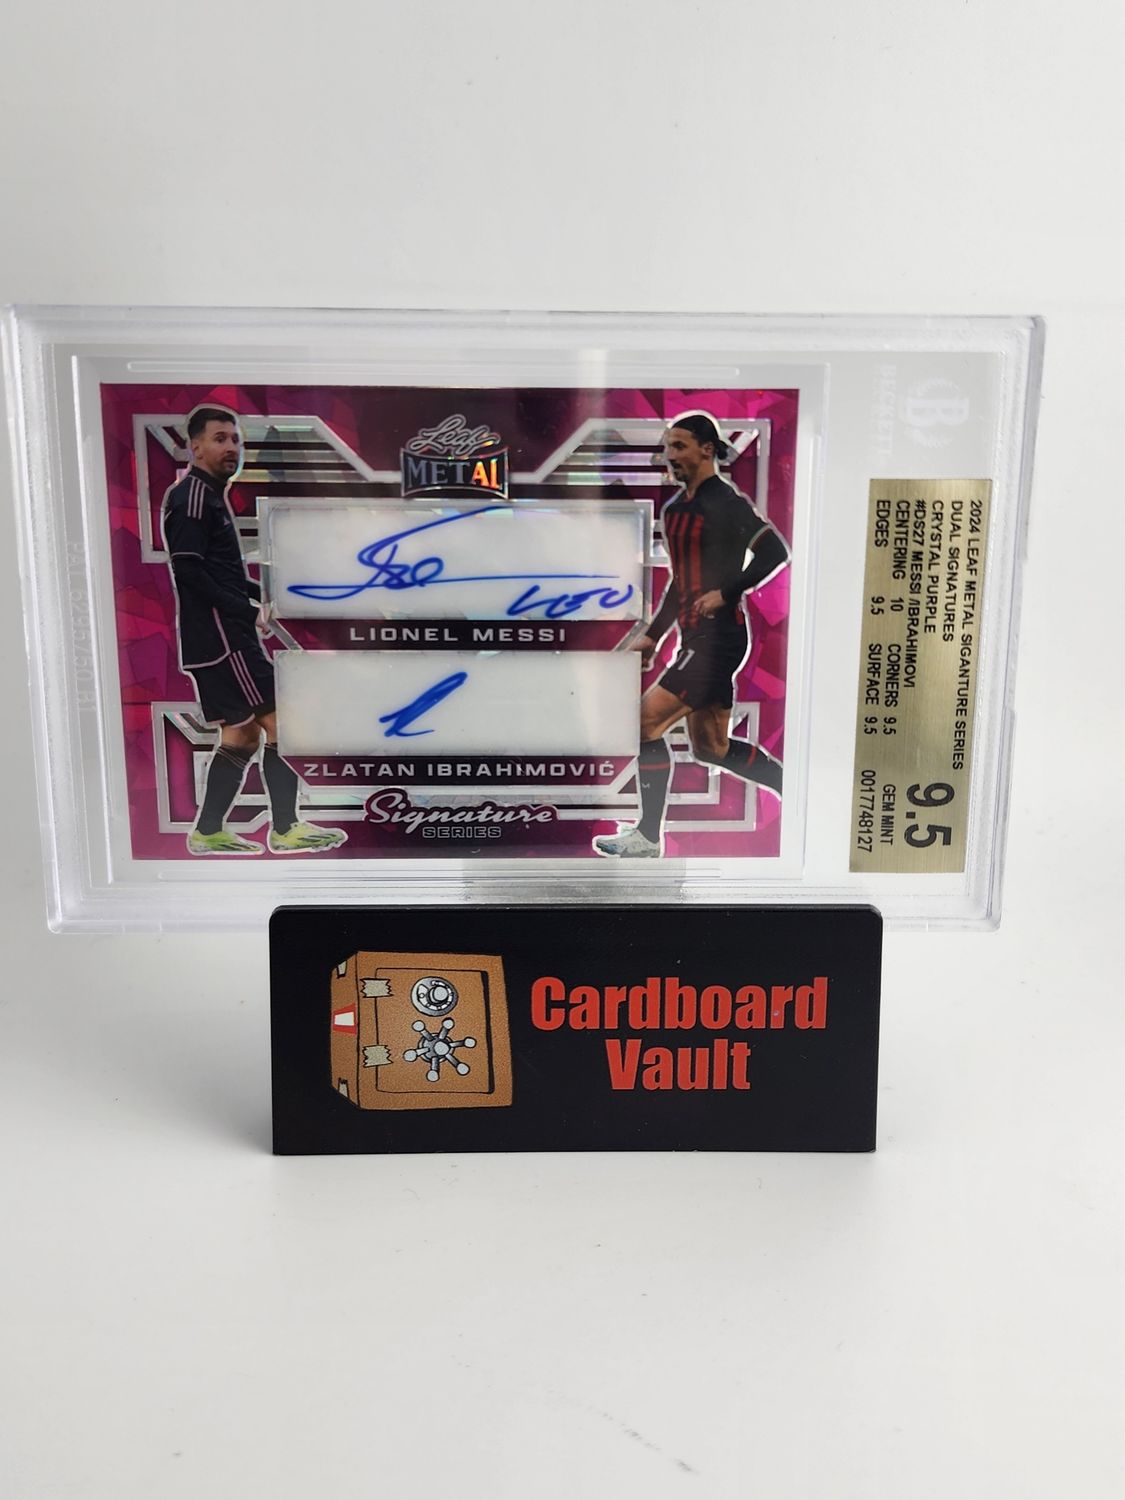 Leaf
METAL
LEO
LIONEL MESSI
ZLATAN IBRAHIMOVIĆ
Signature
SERIES
11
BECKETT
B
2024 LEAF METAL SIGANTURE SERIES
DUAL SIGNATURES
CRYSTAL PURPLE
#DS27 MESSI /IBRAHIMOVI
CENTERING 10 CORNERS 9.5
EDGES 9.5 SURFACE 9.5
9.5
GEM MINT
0017748127
Cardboard
Vault